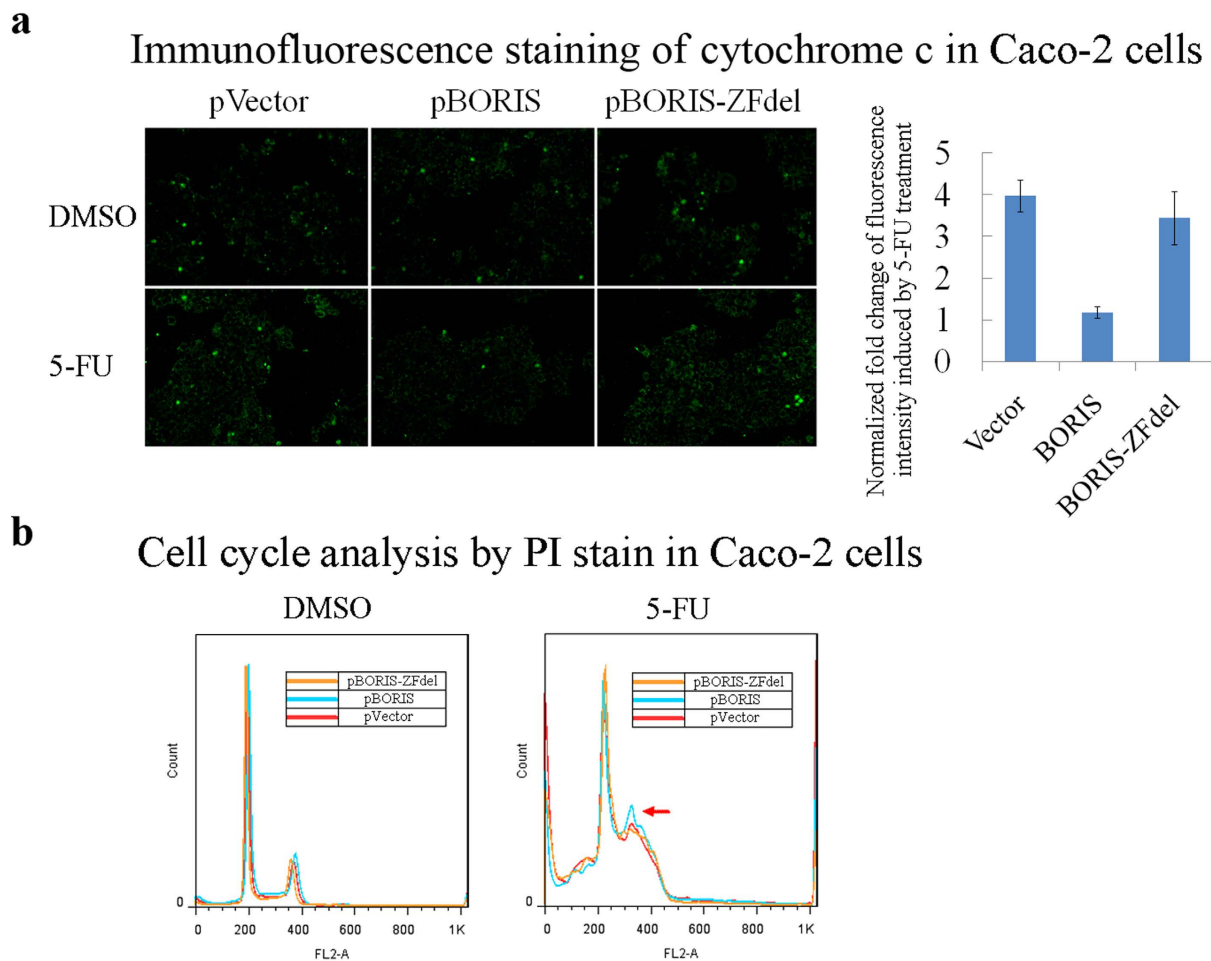 a
Immunofluorescence staining of cytochrome c in Caco-2 cells
pVector
pBORIS
pBORIS-ZFdel
DMSO
5-FU
Normalized fold change of fluorescence
intensity induced by 5-FU treatment
5
4
3
2
1
0
Vector
BORIS
BORIS-ZFdel
b
Cell cycle analysis by PI stain in Caco-2 cells
DMSO
pBORIS-ZFdel
pBORIS
pVector
Count
0
0 200 400 600 800 1K
FL2-A
5-FU
pBORIS-ZFdel
pBORIS
pVector
Count
0
0 200 400 600 800 1K
FL2-A